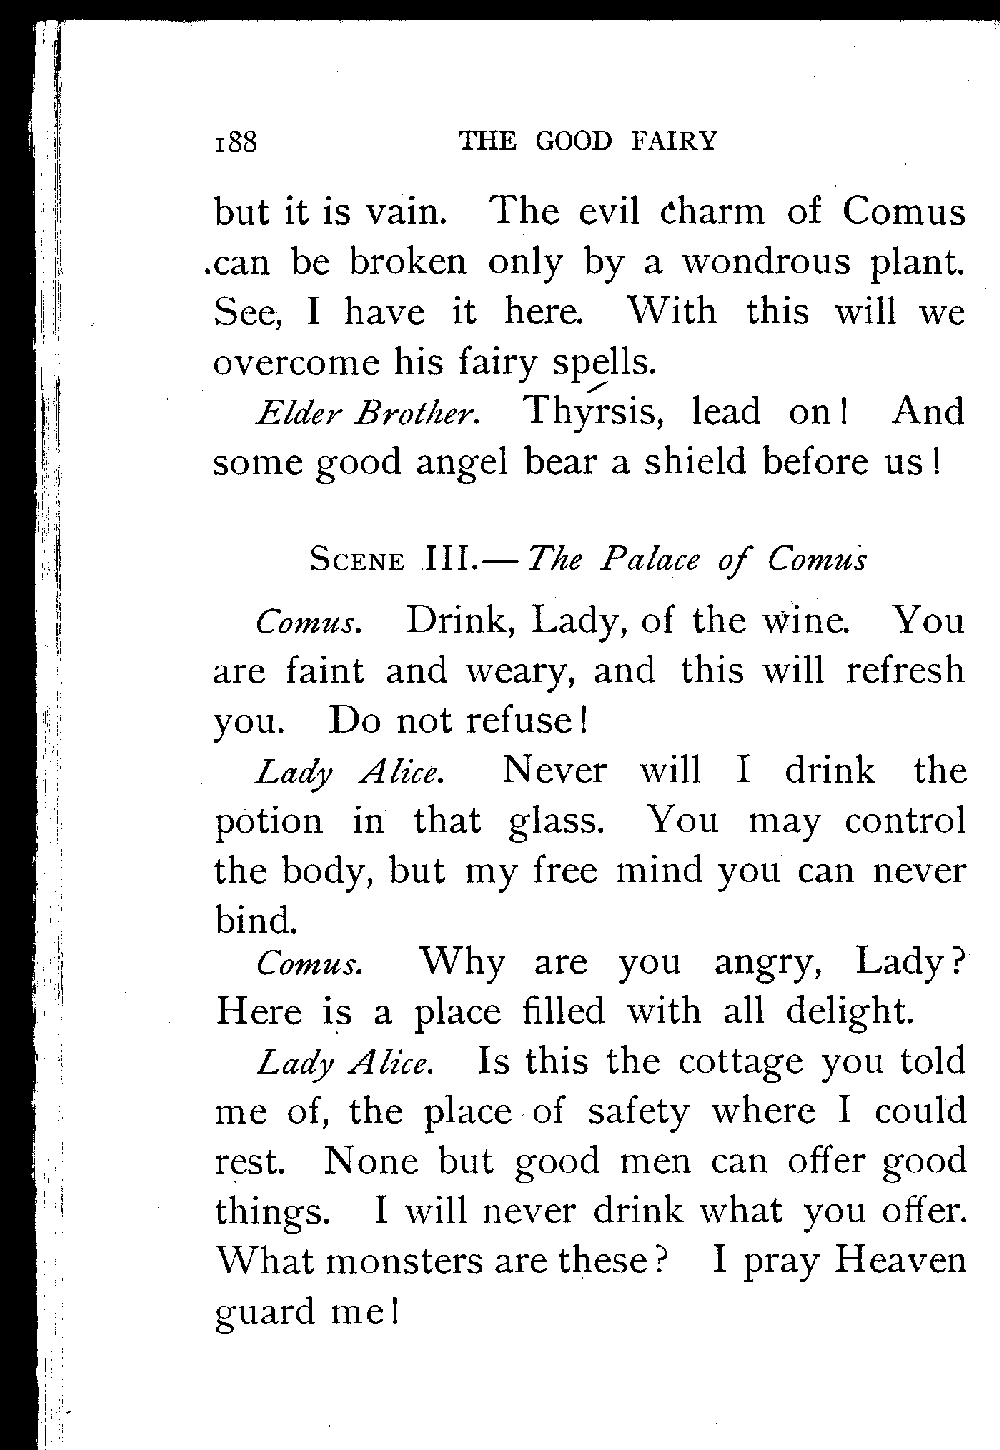 188 THE GOOD FAIRY
but it is vain. The evil charm of Comus
can be broken only by a wondrous plant.
See, I have it here. With this will we
overcome his fairy spells.
Elder Brother. Thyrsis, lead on! And
some good angel bear a shield before us!
SCENE III.—The Palace of Comus
Comus. Drink, Lady, of the wine. You
are faint and weary, and this will refresh
you. Do not refuse!
Lady Alice. Never will I drink the
potion in that glass. You may control
the body, but my free mind you can never
bind.
Comus. Why are you angry, Lady?
Here is a place filled with all delight.
Lady Alice. Is this the cottage you told
me of, the place of safety where I could
rest. None but good men can offer good
things. I will never drink what you offer.
What monsters are these? I pray Heaven
guard me!